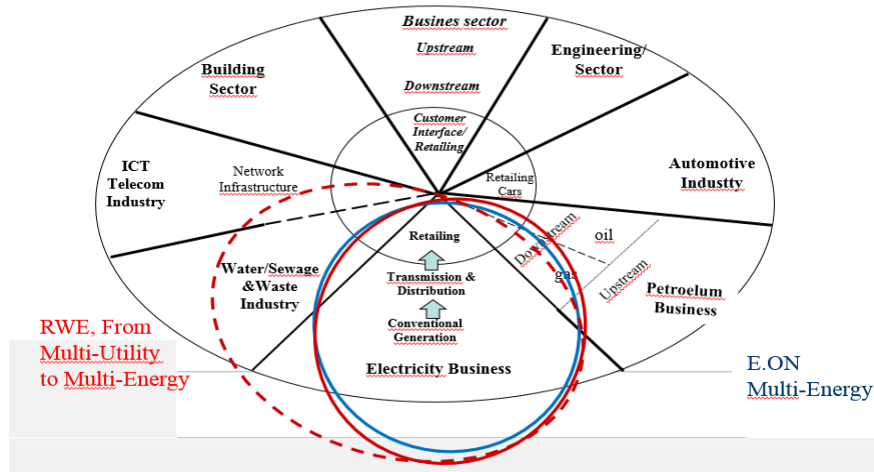 Busines sector
Upstream
Downstream
Customer
Interface/
Retailing
Engineering/
Sector
Building
Sector
ICT
Telecom
Industry
Network
Infrastructure
Retailing
Cars
Automotive
Industty
Retailing
Downstream
oil
gas
Upstream
Petroelum
Business
Water/Sewage
&Waste
Industry
Transmission &
Distribution
Conventional
Generation
Electricity Business
RWE, From
Multi-Utility
to Multi-Energy
E.ON
Multi-Energy